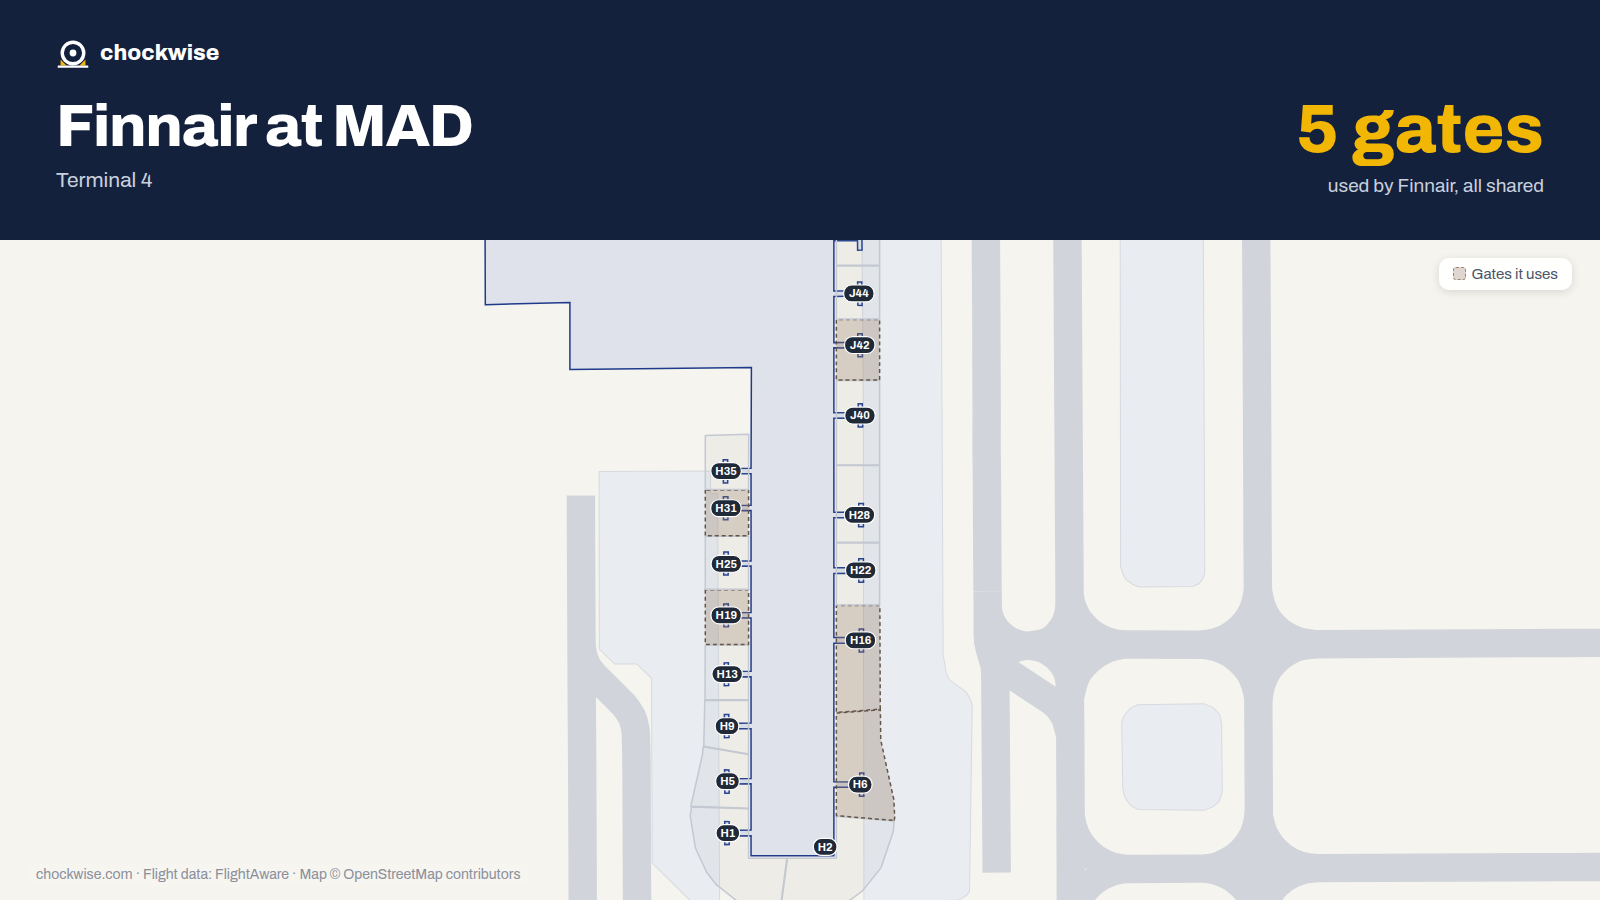 chockwise
Finnair at MAD
Terminal 4
5 gates
used by Finnair, all shared
Gates it uses
J44
J42
J40
H35
H31
H28
H25
H22
H19
H16
H13
H9
H5
H6
H1
H2
chockwise.com · Flight data: FlightAware · Map © OpenStreetMap contributors